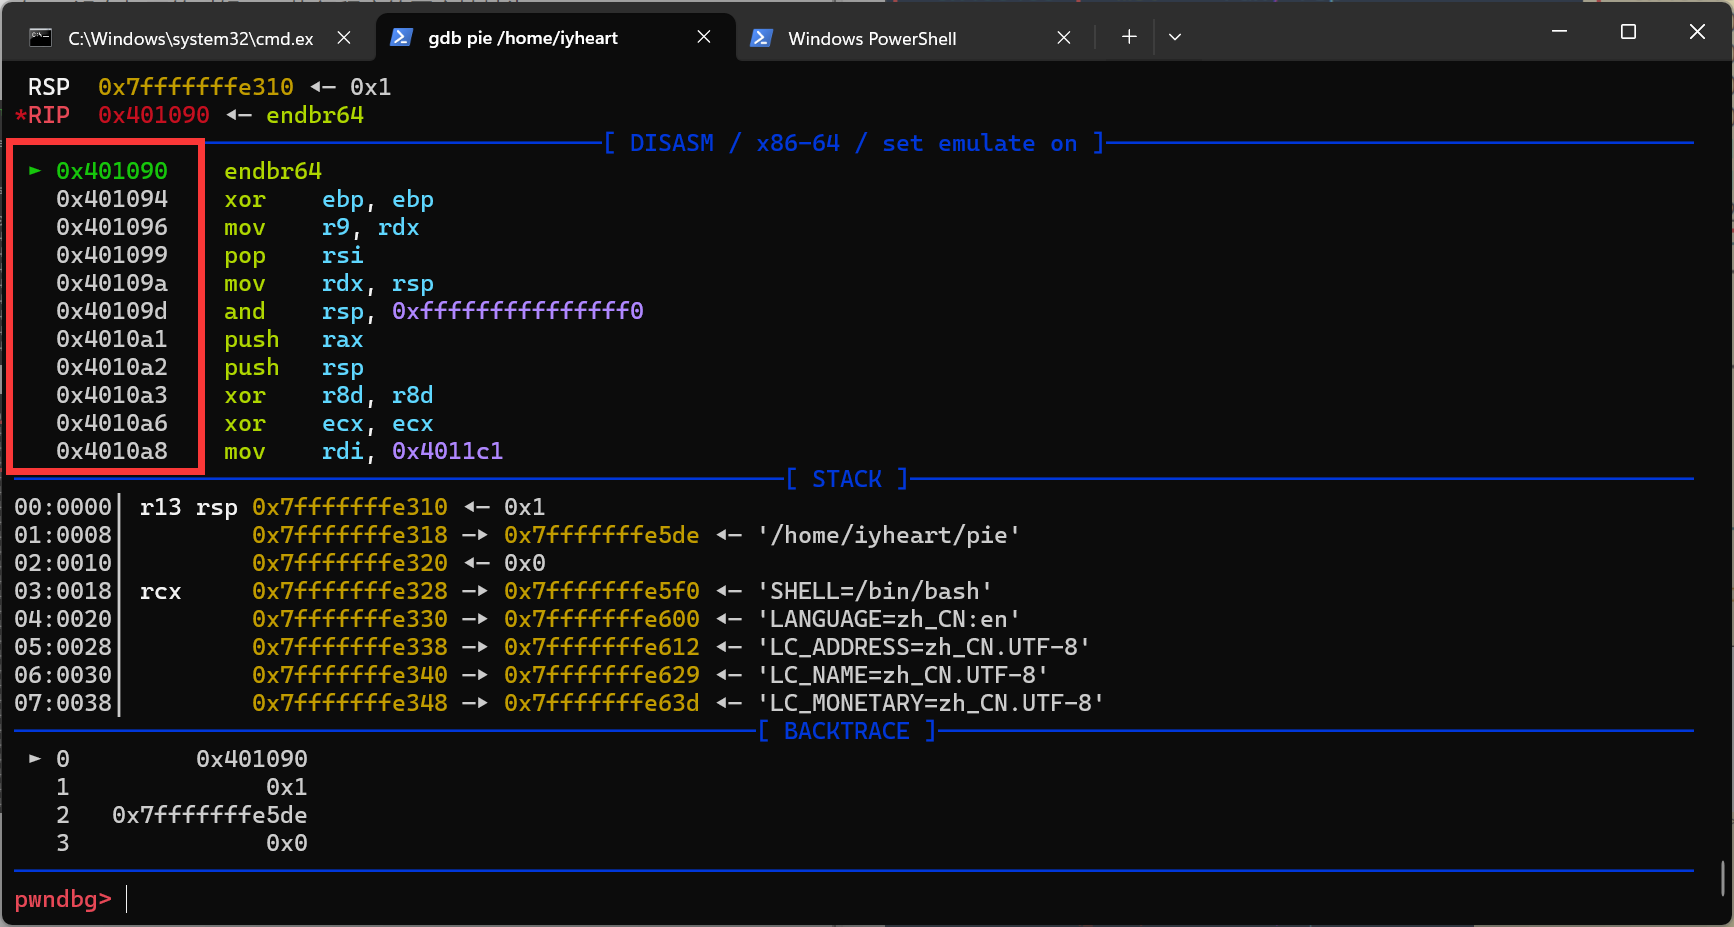 C:\Windows\system32\cmd.ex
gdb pie /home/iyheart
Windows PowerShell
RSP 0x7fffffffe310 ◂— 0x1
*RIP 0x401090 ◂— endbr64
[ DISASM / x86-64 / set emulate on ]
► 0x401090 endbr64
0x401094 xor ebp, ebp
0x401096 mov r9, rdx
0x401099 pop rsi
0x40109a mov rdx, rsp
0x40109d and rsp, 0xfffffffffffffff0
0x4010a1 push rax
0x4010a2 push rsp
0x4010a3 xor r8d, r8d
0x4010a6 xor ecx, ecx
0x4010a8 mov rdi, 0x4011c1
[ STACK ]
00:0000│ r13 rsp 0x7fffffffe310 ◂— 0x1
01:0008│ 0x7fffffffe318 —▸ 0x7fffffffe5de ◂— '/home/iyheart/pie'
02:0010│ 0x7fffffffe320 ◂— 0x0
03:0018│ rcx 0x7fffffffe328 —▸ 0x7fffffffe5f0 ◂— 'SHELL=/bin/bash'
04:0020│ 0x7fffffffe330 —▸ 0x7fffffffe600 ◂— 'LANGUAGE=zh_CN:en'
05:0028│ 0x7fffffffe338 —▸ 0x7fffffffe612 ◂— 'LC_ADDRESS=zh_CN.UTF-8'
06:0030│ 0x7fffffffe340 —▸ 0x7fffffffe629 ◂— 'LC_NAME=zh_CN.UTF-8'
07:0038│ 0x7fffffffe348 —▸ 0x7fffffffe63d ◂— 'LC_MONETARY=zh_CN.UTF-8'
[ BACKTRACE ]
► 0 0x401090
1 0x1
2 0x7fffffffe5de
3 0x0
pwndbg>